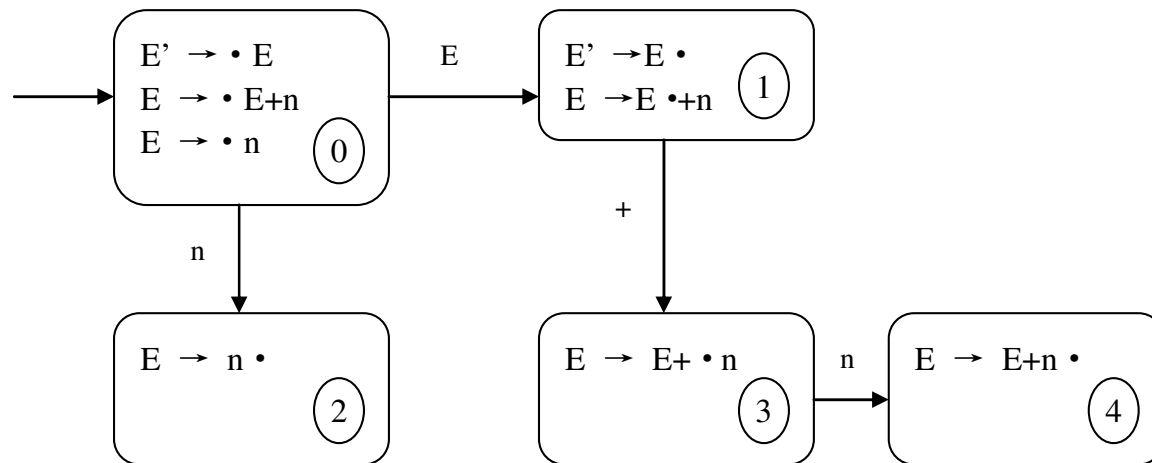 E’ → • E
E → • E+n
E → • n
0
E
E’ →E •
E →E •+n
1
n
+
E → n •
2
E → E+ • n
3
n
E → E+n •
4